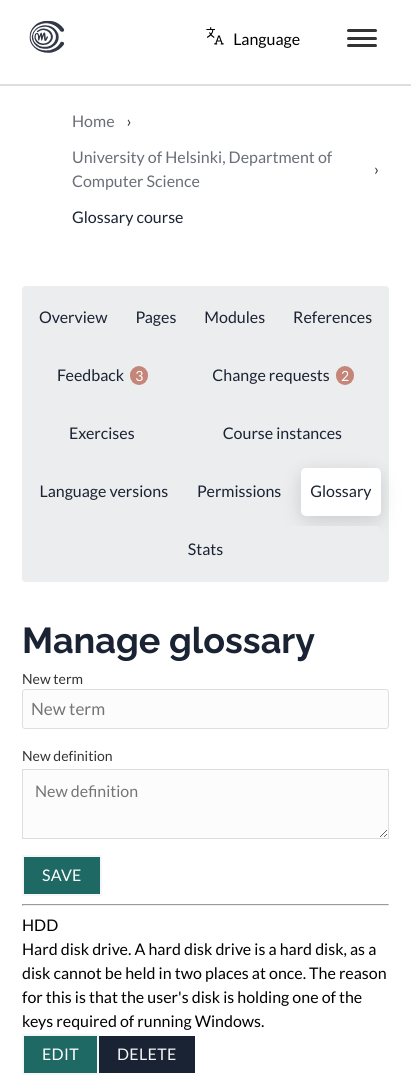 Language
Home ›
University of Helsinki, Department of
Computer Science ›
Glossary course
Overview Pages Modules References
Feedback 3 Change requests 2
Exercises Course instances
Language versions Permissions Glossary
Stats
Manage glossary
New term
New term
New definition
New definition
SAVE
HDD
Hard disk drive. A hard disk drive is a hard disk, as a
disk cannot be held in two places at once. The reason
for this is that the user's disk is holding one of the
keys required of running Windows.
EDIT DELETE